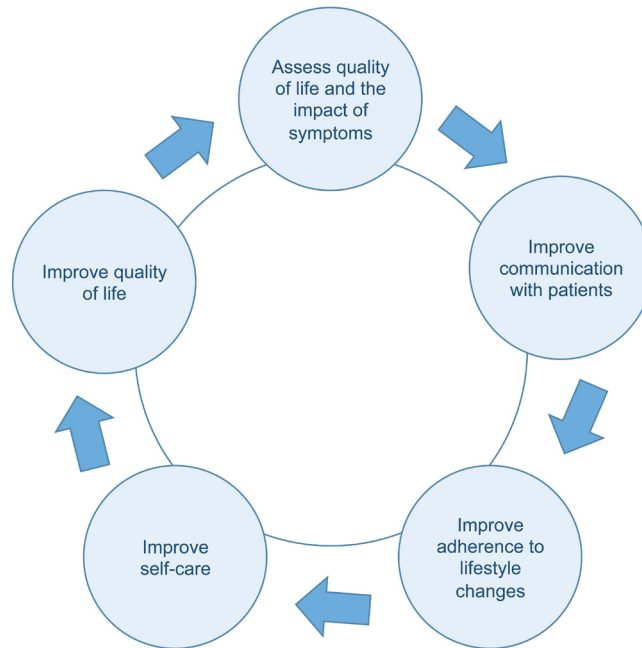 Assess quality
of life and the
impact of
symptoms
Improve
communication
with patients
Improve
adherence to
lifestyle
changes
Improve
self-care
Improve quality
of life